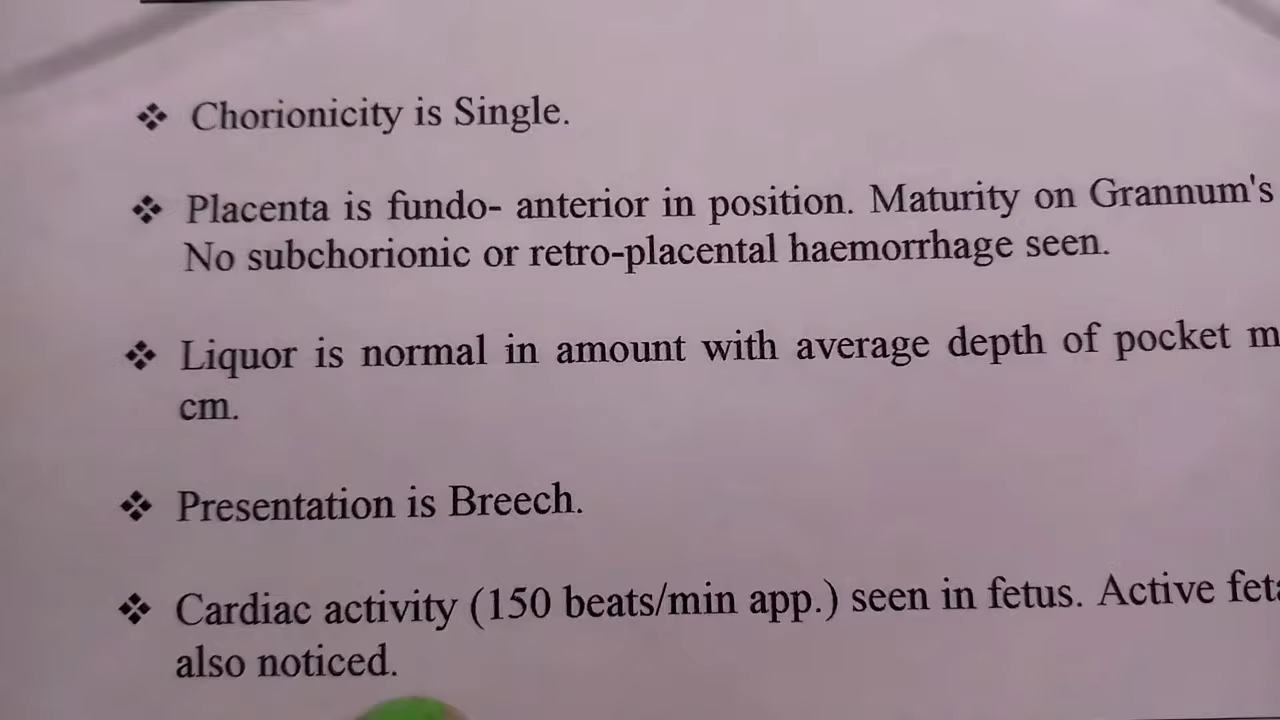 ❖ Chorionicity is Single.
❖ Placenta is fundo- anterior in position. Maturity on Grannum's
No subchorionic or retro-placental haemorrhage seen.
❖ Liquor is normal in amount with average depth of pocket m
cm.
❖ Presentation is Breech.
❖ Cardiac activity (150 beats/min app.) seen in fetus. Active feta
also noticed.